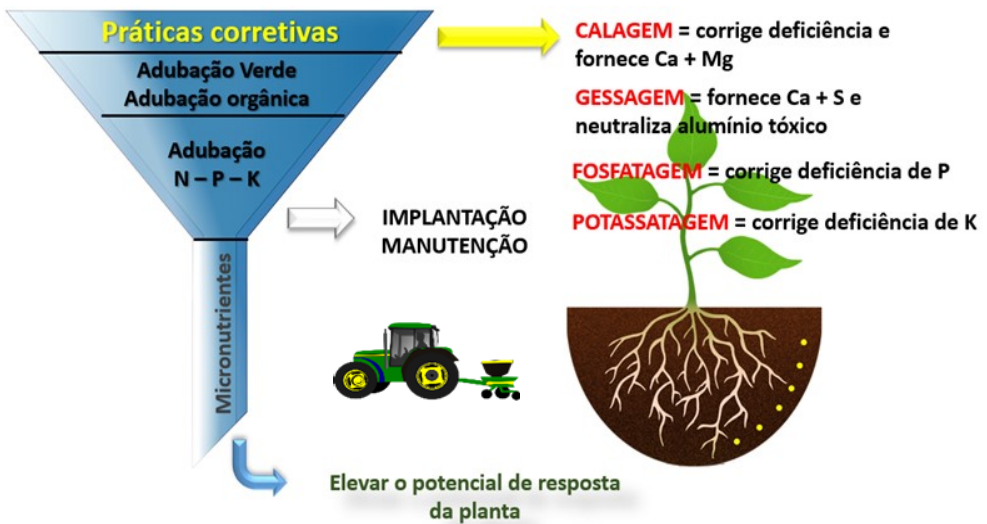 Práticas corretivas
Adubação Verde
Adubação orgânica
Adubação
N – P – K
Micronutrientes
IMPLANTAÇÃO
MANUTENÇÃO
CALAGEM = corrige deficiência e
fornece Ca + Mg
GESSAGEM = fornece Ca + S e
neutraliza alumínio tóxico
FOSFATAGEM = corrige deficiência de P
POTASSATAGEM = corrige deficiência de K
Elevar o potencial de resposta
da planta